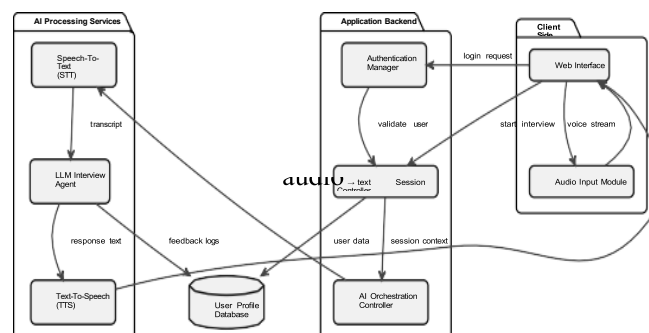 AI Processing Services
Application Backend
Client
Side
Speech-To-
Text
(STT)
Authentication
Manager
login request
Web Interface
transcript
validate user
start interview
voice stream
LLM Interview
Agent
audio
→ text
Session
Controller
Audio Input Module
response text
feedback logs
user data
session context
Text-To-Speech
(TTS)
User Profile
Database
AI Orchestration
Controller